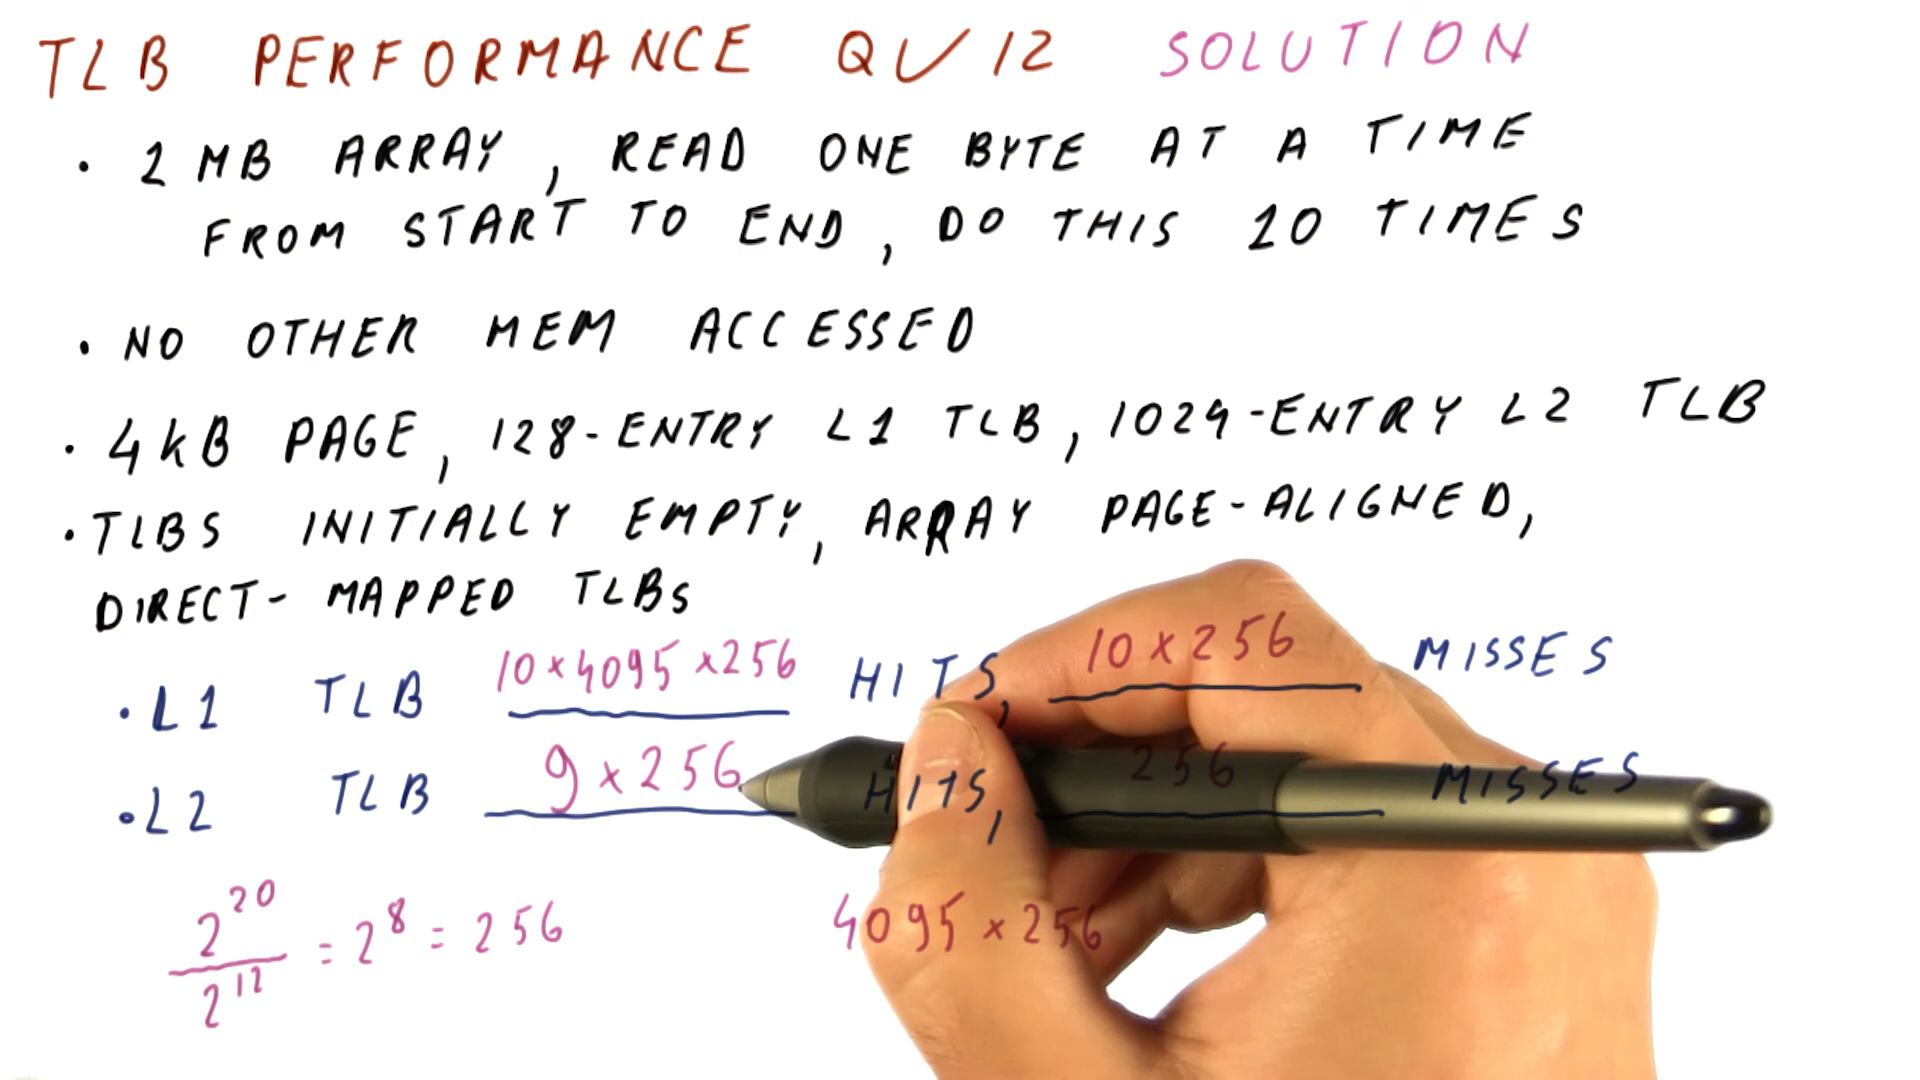 TLB PERFORMANCE QUIZ SOLUTION
• 1 MB ARRAY, READ ONE BYTE AT A TIME
FROM START TO END, DO THIS 10 TIMES
• NO OTHER MEM ACCESSED
• 4kB PAGE, 128-ENTRY L1 TLB, 1024-ENTRY L2 TLB
• TLBS INITIALLY EMPTY, ARRAY PAGE-ALIGNED,
DIRECT-MAPPED TLBs
• L1 TLB 10×4095×256 HITS, 10×256 MISSES
• L2 TLB 9×256 HITS, 256 MISSES
2^20 / 2^12 = 2^8 = 256 4095×256